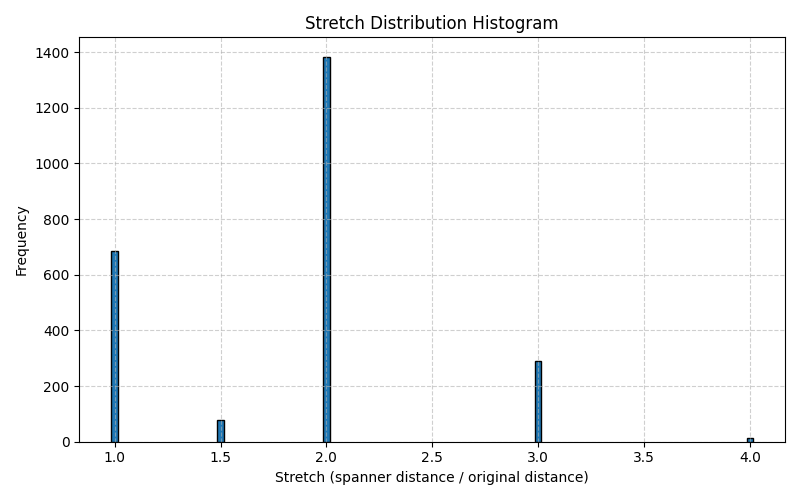 Stretch Distribution Histogram
1400
1200
1000
800
600
400
200
0
Frequency
1.0 1.5 2.0 2.5 3.0 3.5 4.0
Stretch (spanner distance / original distance)